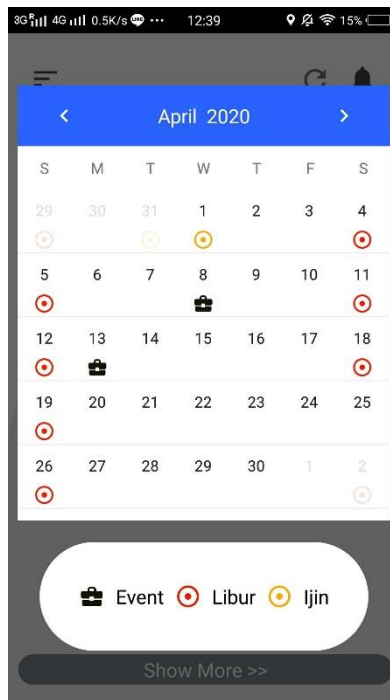 3G R 4G 0.5K/s LINE ··· 12:39 15%
< April 2020 >
S M T W T F S
29 30 31 1 2 3 4
5 6 7 8 9 10 11
12 13 14 15 16 17 18
19 20 21 22 23 24 25
26 27 28 29 30 1 2
Event Libur Ijin
Show More >>